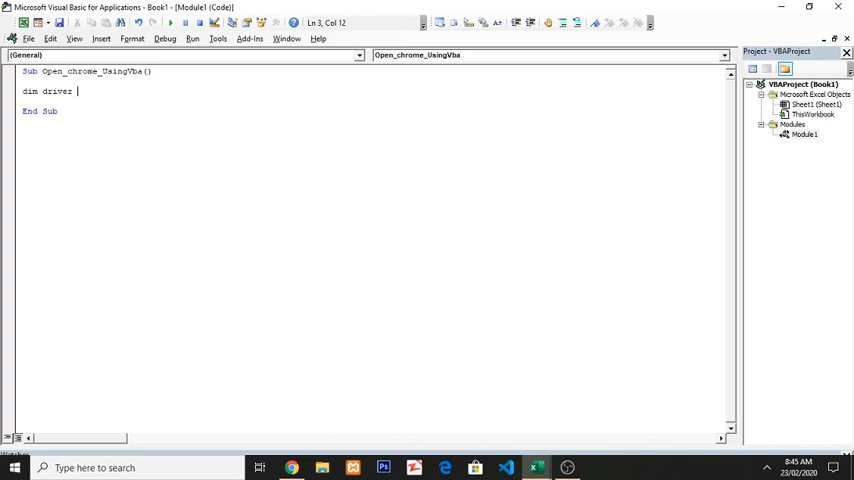 Microsoft Visual Basic for Applications - Book1 - [Module1 (Code)]
Ln 3, Col 12
File Edit View Insert Format Debug Run Tools Add-Ins Window Help
(General) Open_chrome_UsingVba
Project - VBAProject
Sub Open_chrome_UsingVba()
dim driver
End Sub
VBAProject (Book1)
Microsoft Excel Objects
Sheet1 (Sheet1)
ThisWorkbook
Modules
Module1
Type here to search
8:45 AM
23/02/2020